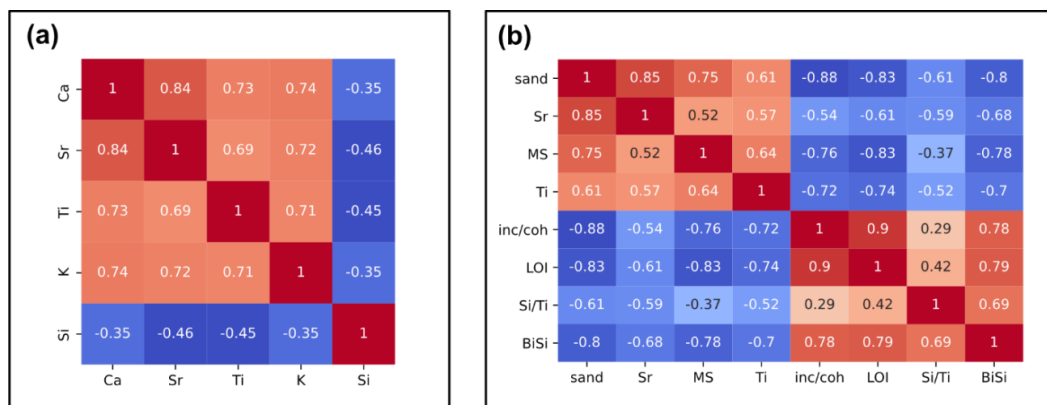 (a)
Ca 1 0.84 0.73 0.74 -0.35
Sr 0.84 1 0.69 0.72 -0.46
Ti 0.73 0.69 1 0.71 -0.45
K 0.74 0.72 0.71 1 -0.35
Si -0.35 -0.46 -0.45 -0.35 1
Ca Sr Ti K Si
(b)
sand 1 0.85 0.75 0.61 -0.88 -0.83 -0.61 -0.8
Sr 0.85 1 0.52 0.57 -0.54 -0.61 -0.59 -0.68
MS 0.75 0.52 1 0.64 -0.76 -0.83 -0.37 -0.78
Ti 0.61 0.57 0.64 1 -0.72 -0.74 -0.52 -0.7
inc/coh -0.88 -0.54 -0.76 -0.72 1 0.9 0.29 0.78
LOI -0.83 -0.61 -0.83 -0.74 0.9 1 0.42 0.79
Si/Ti -0.61 -0.59 -0.37 -0.52 0.29 0.42 1 0.69
BiSi -0.8 -0.68 -0.78 -0.7 0.78 0.79 0.69 1
sand Sr MS Ti inc/coh LOI Si/Ti BiSi